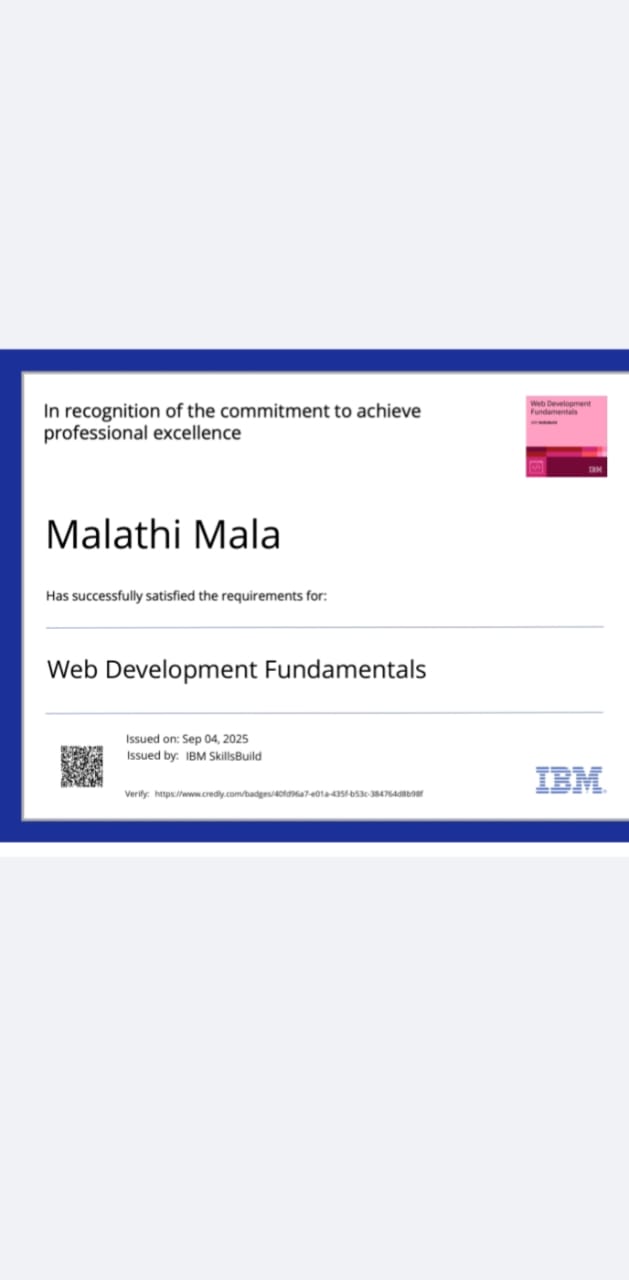 In recognition of the commitment to achieve
professional excellence
Web Development
Fundamentals
IBM
Malathi Mala
Has successfully satisfied the requirements for:
Web Development Fundamentals
Issued on: Sep 04, 2025
Issued by: IBM SkillsBuild
Verify: https://www.credly.com/badges/40fd96a7-e01a-435f-b53c-384764d8b98f
IBM